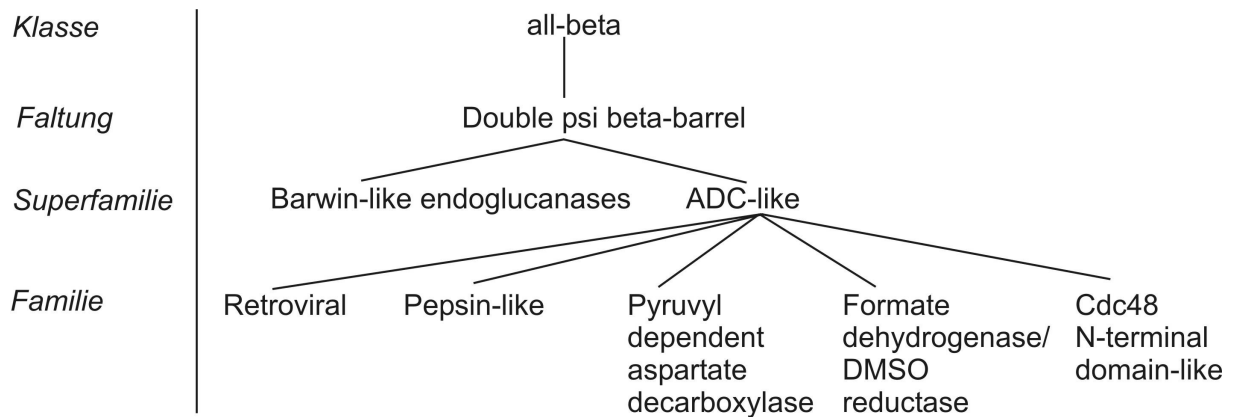 Klasse all-beta
Faltung Double psi beta-barrel
Superfamilie Barwin-like endoglucanases ADC-like
Familie Retroviral Pepsin-like Pyruvyl Formate Cdc48
dependent dehydrogenase/ N-terminal
aspartate DMSO domain-like
decarboxylase reductase